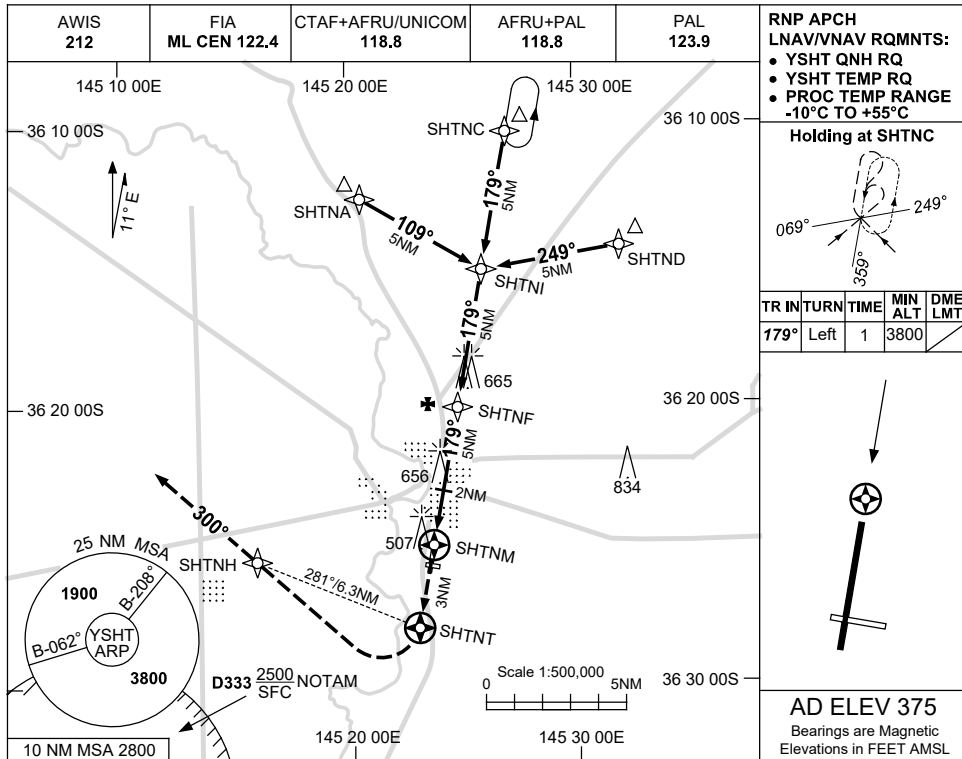 AWIS
212
FIA
ML CEN 122.4
CTAF+AFRU/UNICOM
118.8
AFRU+PAL
118.8
PAL
123.9
RNP APCH
LNAV/VNAV RQMNTS:
• YSHT QNH RQ
• YSHT TEMP RQ
• PROC TEMP RANGE
-10°C TO +55°C
145 10 00E
145 20 00E
145 30 00E
36 10 00S
36 10 00S
Holding at SHTNC
069°
249°
359°
TR IN
TURN
TIME
MIN
ALT
DME
LMT
179°
Left
1
3800
11° E
SHTNC
179°
5NM
SHTNA
109°
5NM
SHTND
249°
5NM
SHTNI
179°
5NM
665
36 20 00S
36 20 00S
SHTNF
179°
5NM
656
2NM
834
507
SHTNM
300°
SHTNH
281°/6.3NM
3NM
SHTNT
25 NM MSA
1900
B-208°
B-062°
YSHT
ARP
3800
D333 2500
SFC NOTAM
Scale 1:500,000
0
5NM
36 30 00S
10 NM MSA 2800
145 20 00E
145 30 00E
AD ELEV 375
Bearings are Magnetic
Elevations in FEET AMSL